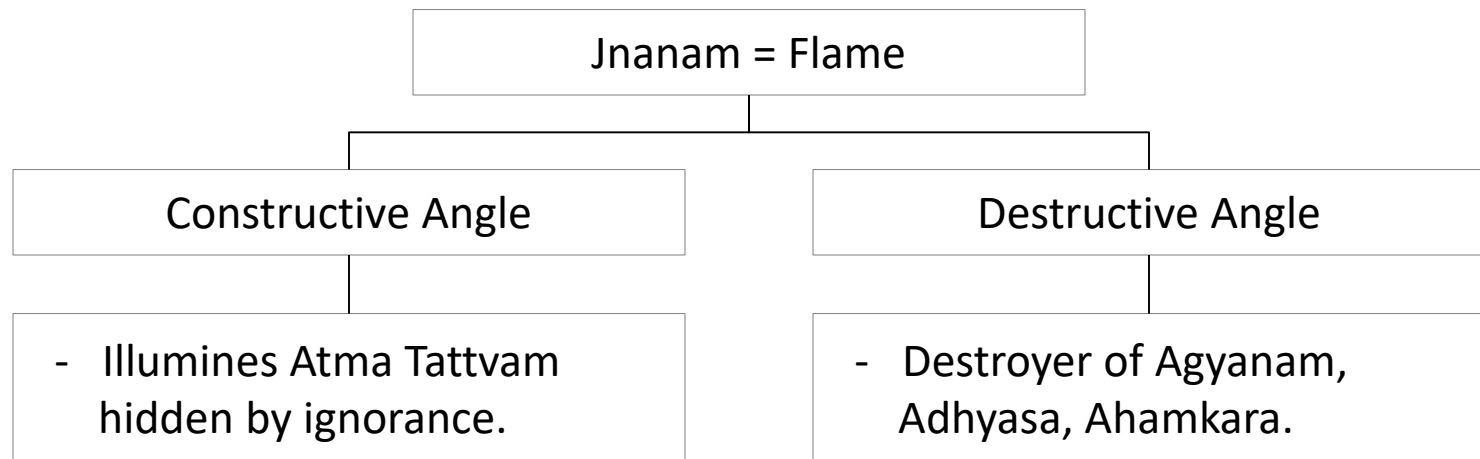 Jnanam = Flame
Constructive Angle
Destructive Angle
- Illumines Atma Tattvam
hidden by ignorance.
- Destroyer of Agyanam,
Adhyasa, Ahamkara.